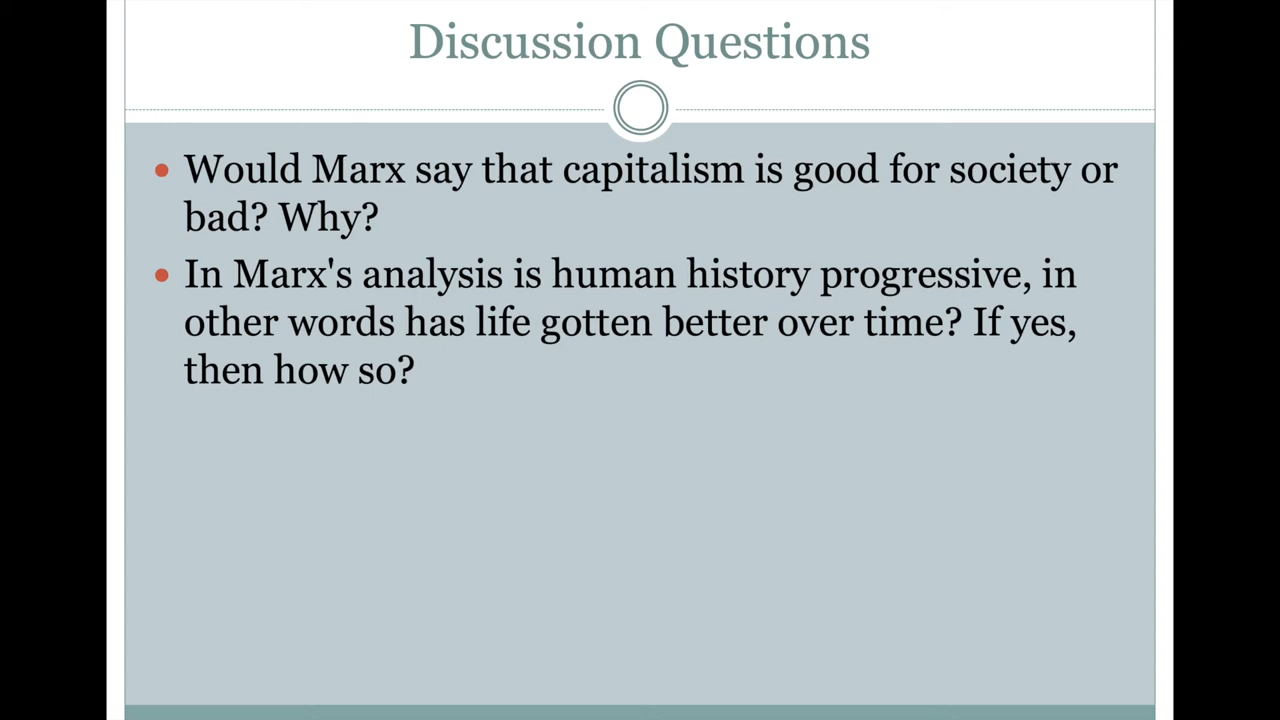 Discussion Questions
• Would Marx say that capitalism is good for society or
bad? Why?
• In Marx's analysis is human history progressive, in
other words has life gotten better over time? If yes,
then how so?